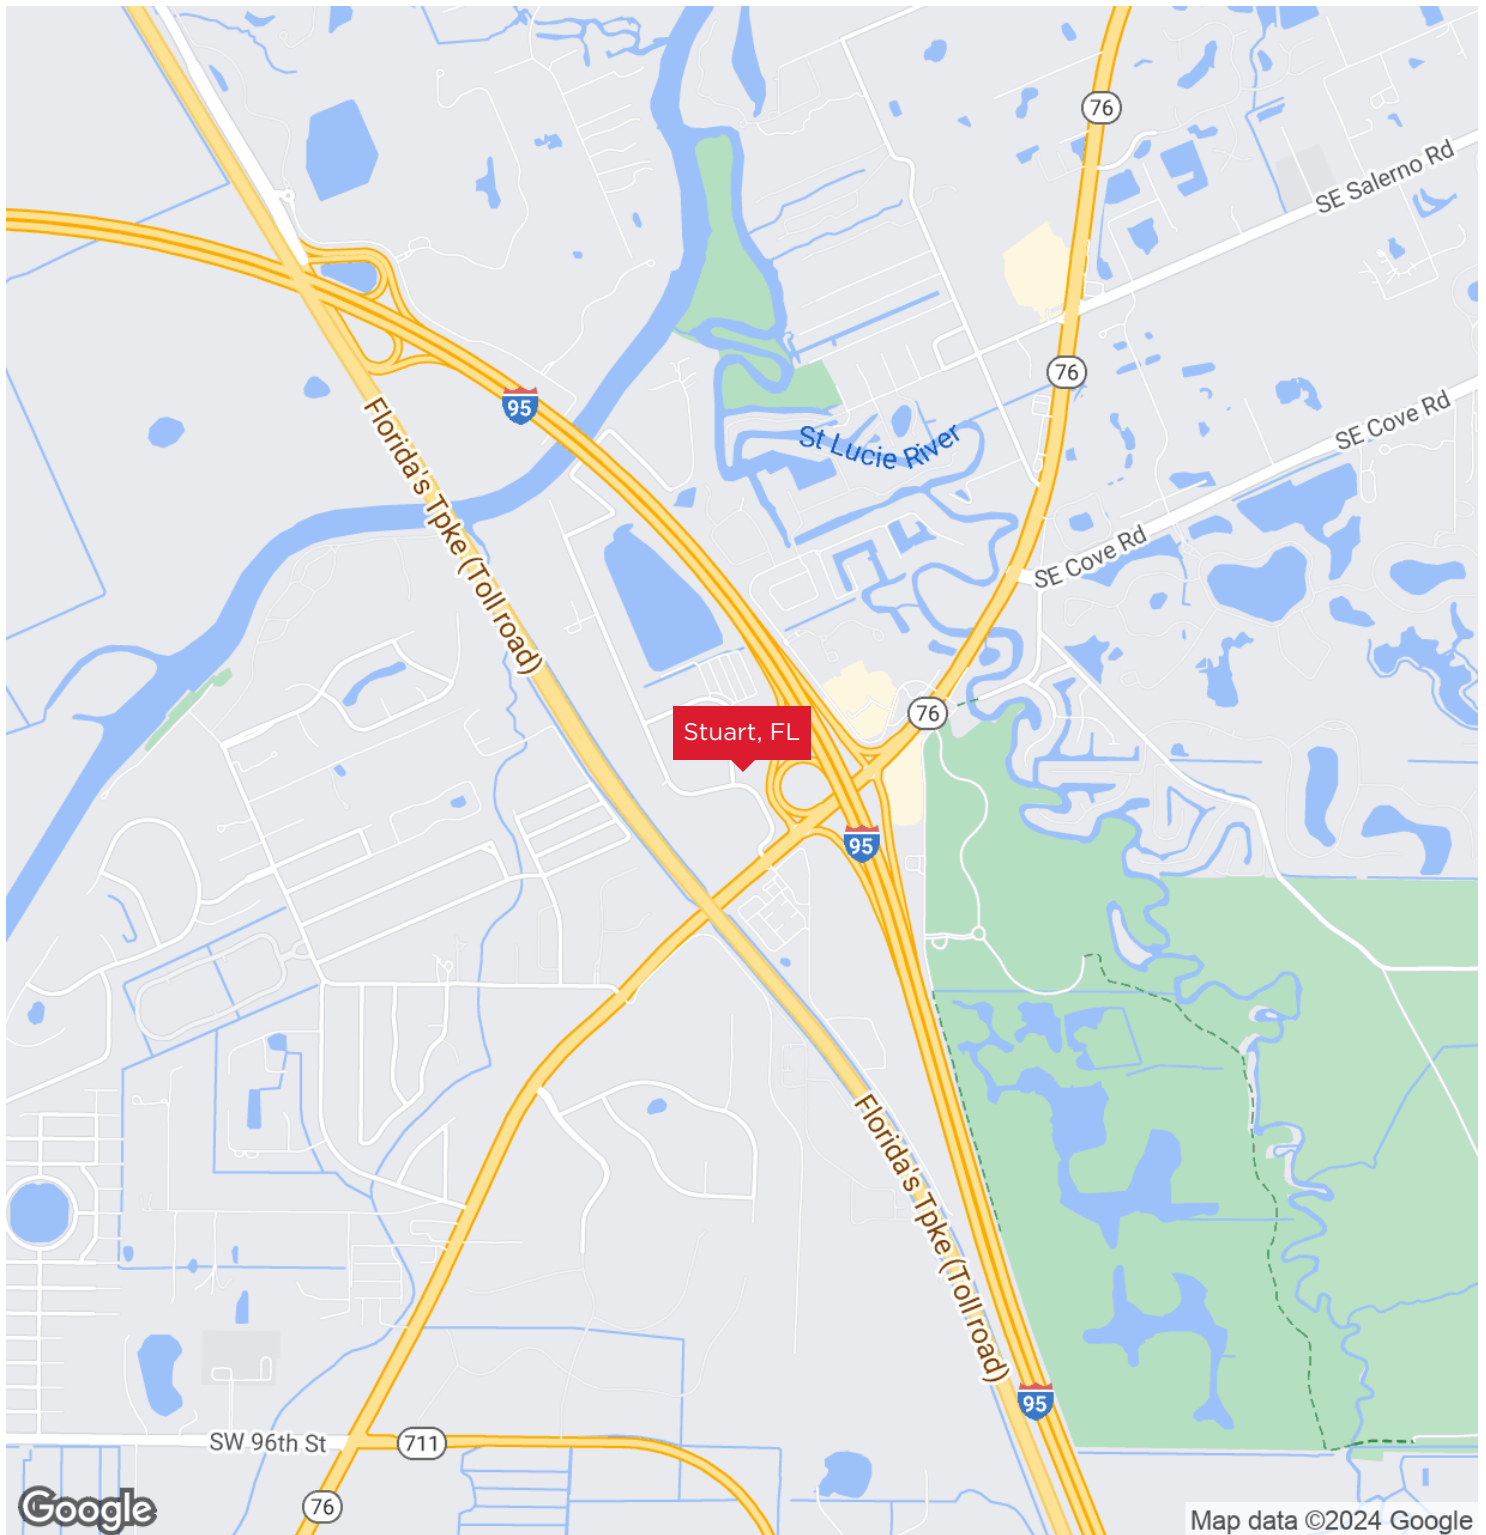 76
SE Salerno Rd
76
95
SE Cove Rd
Florida's Tpke (Toll road)
St Lucie River
SE Cove Rd
76
Stuart, FL
95
Florida's Tpke (Toll road)
95
SW 96th St
711
76
Google
Map data ©2024 Google